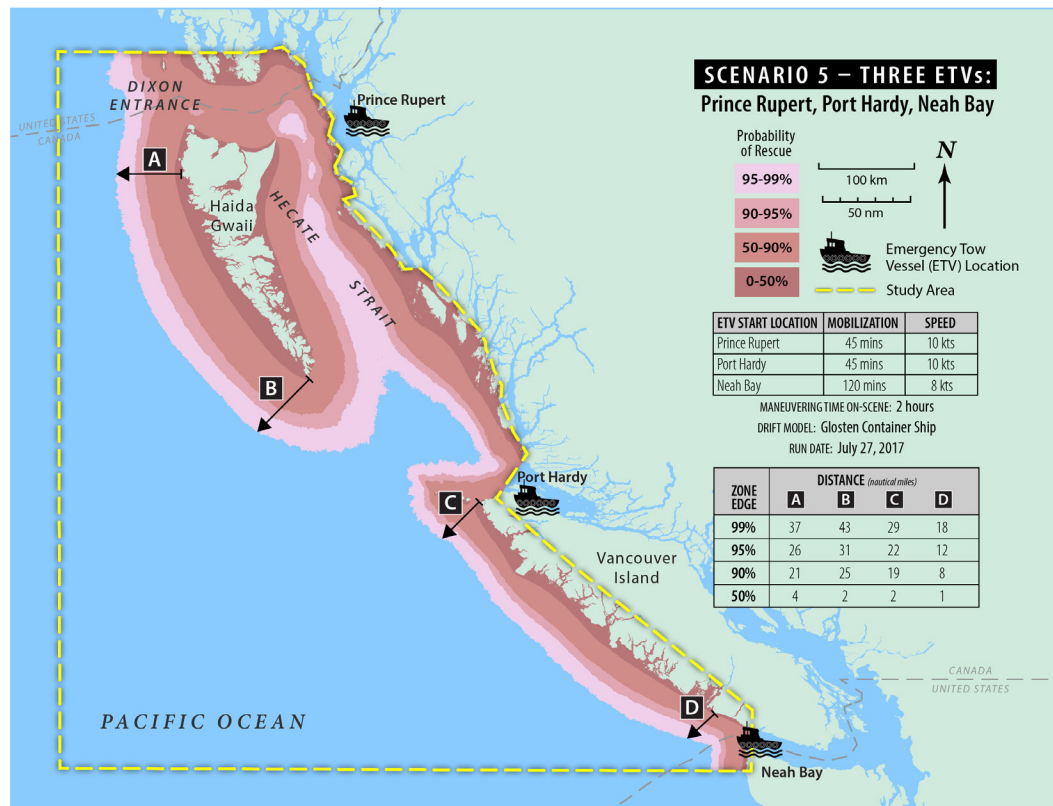 SCENARIO 5 – THREE ETVs:
Prince Rupert, Port Hardy, Neah Bay
Probability
of Rescue
95-99%
90-95%
50-90%
0-50%
100 km
50 nm
N
Emergency Tow
Vessel (ETV) Location
Study Area
ETV START LOCATION MOBILIZATION SPEED
Prince Rupert 45 mins 10 kts
Port Hardy 45 mins 10 kts
Neah Bay 120 mins 8 kts
MANEUVERING TIME ON-SCENE: 2 hours
DRIFT MODEL: Glosten Container Ship
RUN DATE: July 27, 2017
ZONE
EDGE
DISTANCE (nautical miles)
A B C D
99% 37 43 29 18
95% 26 31 22 12
90% 21 25 19 8
50% 4 2 2 1
DIXON
ENTRANCE
UNITED STATES
CANADA
Prince Rupert
A
Haida
Gwaii
HECATE
STRAIT
B
Port Hardy
C
Vancouver
Island
D
PACIFIC OCEAN
Neah Bay
CANADA
UNITED STATES